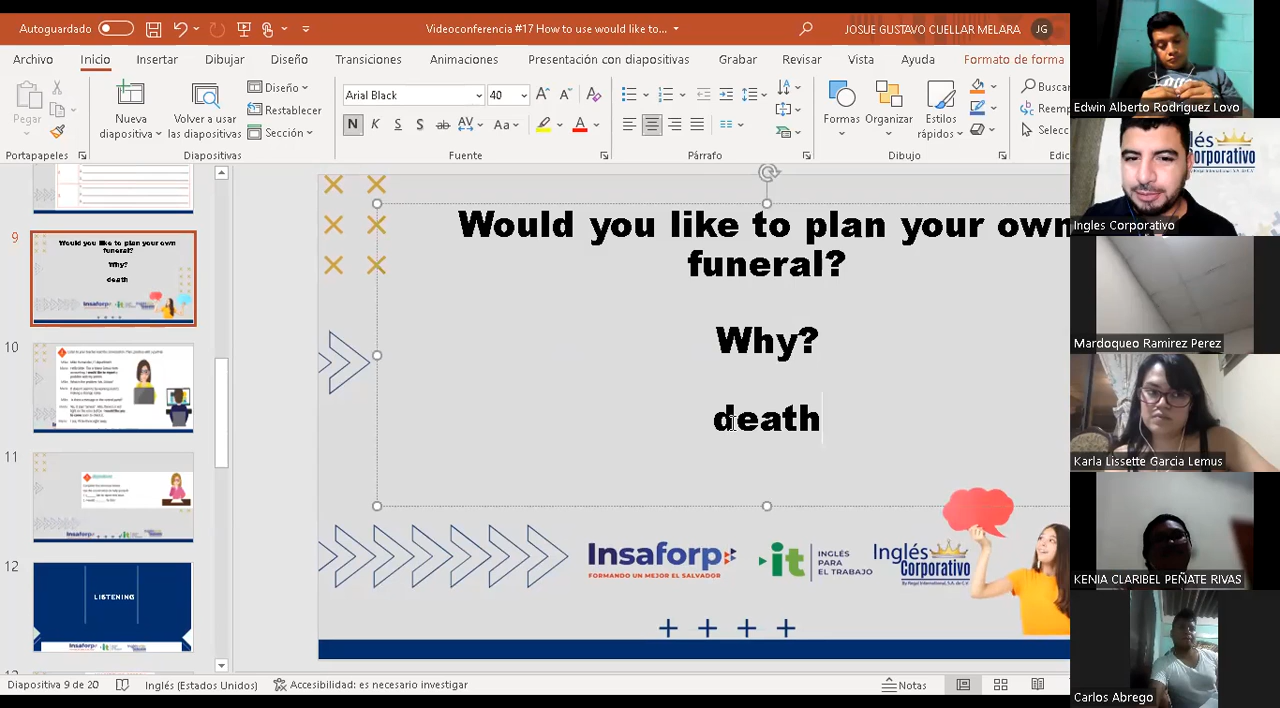 Autoguardado
Videoconferencia #17 How to use would like to...
JOSUE GUSTAVO CUELLAR MELARA
JG
Archivo Inicio Insertar Dibujar Diseño Transiciones Animaciones Presentación con diapositivas Grabar Revisar Vista Ayuda Formato de forma
Pegar
Nueva
diapositiva
Volver a usar
las diapositivas
Diseño
Restablecer
Sección
Arial Black 40
N K S S ab AV Aa A
Formas Organizar Estilos
rápidos
Buscar
Portapapeles Diapositivas Fuente Párrafo Dibujo
9
Would you like to plan your own
funeral?
Why?
death
10
11
12
LISTENING
Would you like to plan your own
funeral?
Why?
death
Insaforp
FORMANDO UN MEJOR EL SALVADOR
it
INGLÉS
PARA
EL TRABAJO
Inglés
Corporativo
Diapositiva 9 de 20 Inglés (Estados Unidos) Accesibilidad: es necesario investigar Notas
Edwin Alberto Rodriguez Lovo
Ingles Corporativo
Mardoqueo Ramirez Perez
Karla Lissette Garcia Lemus
KENIA CLARIBEL PEÑATE RIVAS
Carlos Abrego